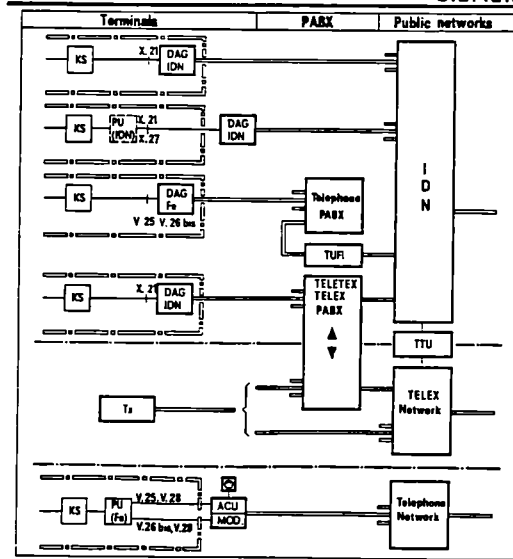 Terminals PABX Public networks
KS X.21 DAG IDN
KS PU (IDN) X.21 X.27 DAG IDN
IDN
KS DAG Fe Telephone PABX
V.25 V.26 bis
TUFI
KS X.21 DAG IDN TELETEX TELEX PABX
TTU
Tx TELEX Network
KS PU (Fe) V.25, V.28 V.26 bis, V.28 ACU MOD. Telephone Network